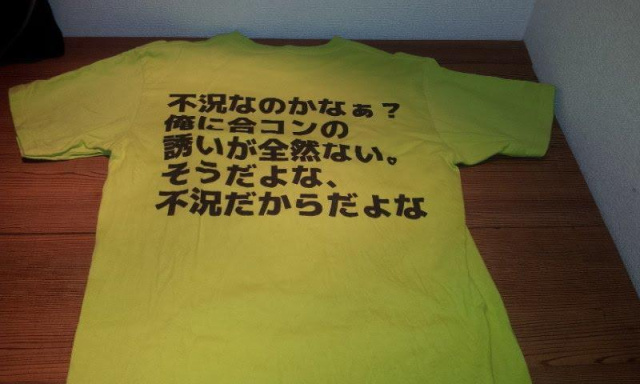 不況なのかなぁ?
俺に合コンの
誘いが全然ない。
そうだよな、
不況だからだよな